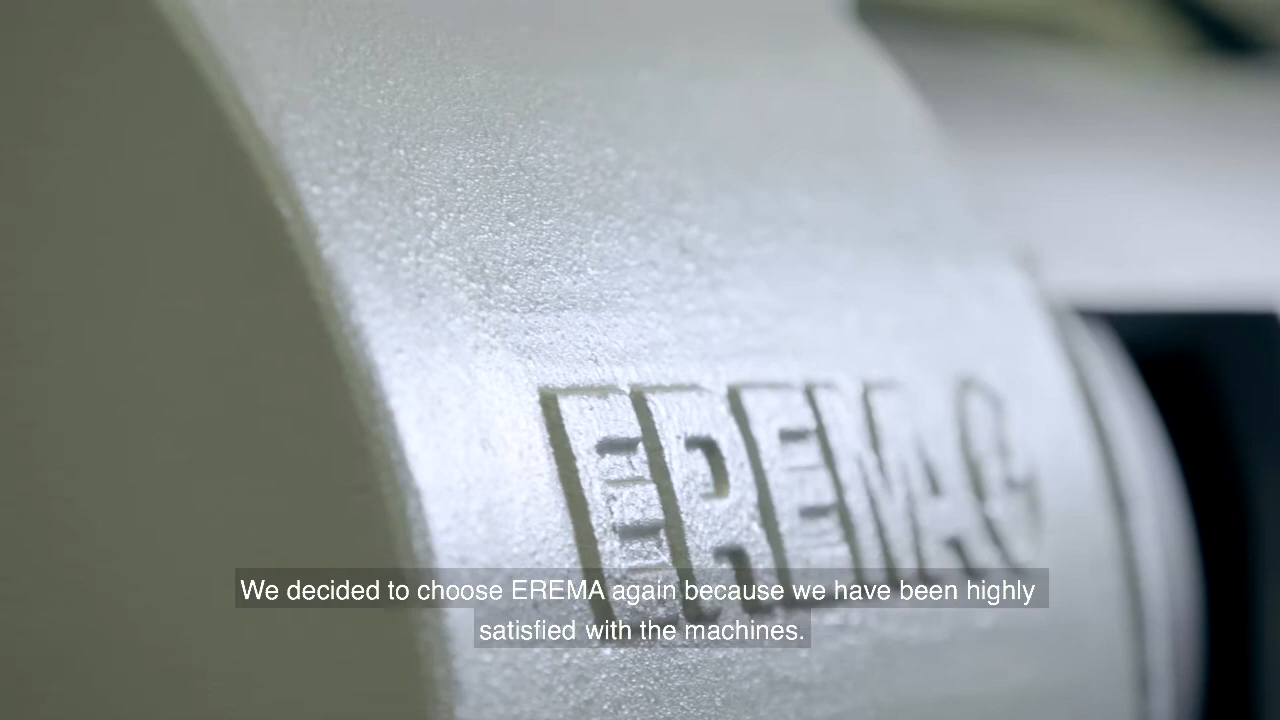 EREMA
We decided to choose EREMA again because we have been highly
satisfied with the machines.